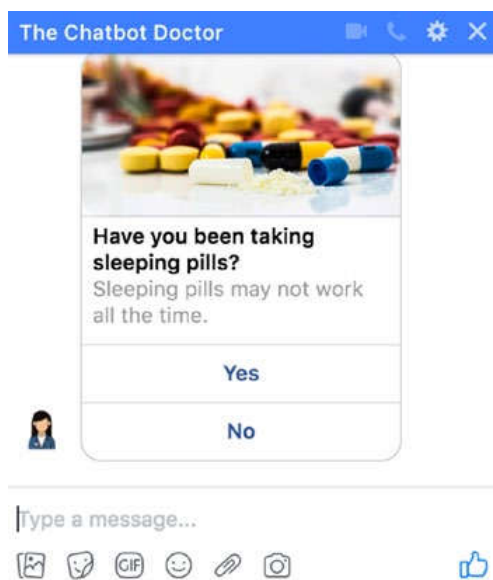 The Chatbot Doctor
Have you been taking
sleeping pills?
Sleeping pills may not work
all the time.
Yes
No
Type a message...
GIF